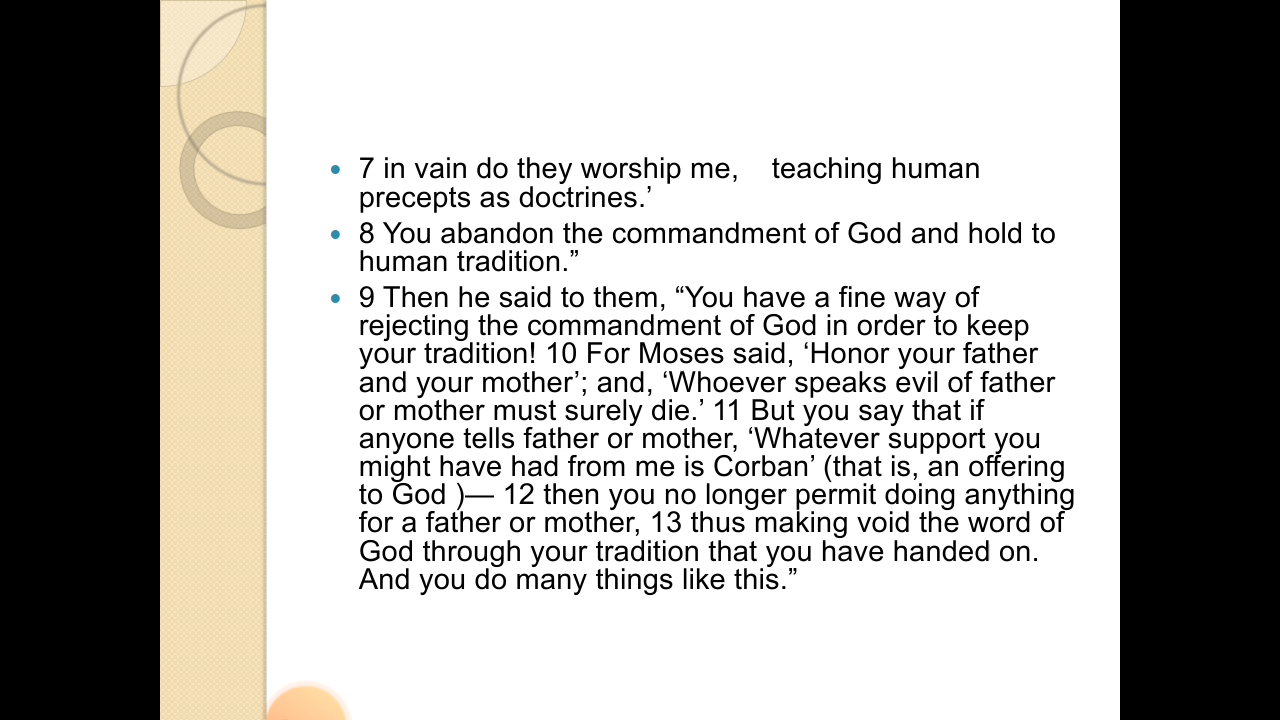 7 in vain do they worship me,    teaching human
precepts as doctrines.’
8 You abandon the commandment of God and hold to
human tradition.”
9 Then he said to them, “You have a fine way of
rejecting the commandment of God in order to keep
your tradition! 10 For Moses said, ‘Honor your father
and your mother’; and, ‘Whoever speaks evil of father
or mother must surely die.’ 11 But you say that if
anyone tells father or mother, ‘Whatever support you
might have had from me is Corban’ (that is, an offering
to God )— 12 then you no longer permit doing anything
for a father or mother, 13 thus making void the word of
God through your tradition that you have handed on.
And you do many things like this.”